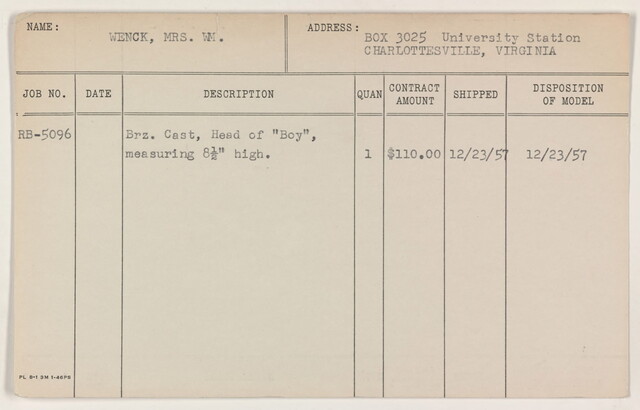 NAME: WENCK, MRS. WM. ADDRESS: BOX 3025 University Station
CHARLOTTESVILLE, VIRGINIA
JOB NO. DATE DESCRIPTION QUAN CONTRACT AMOUNT SHIPPED DISPOSITION OF MODEL
RB-5096 Brz. Cast, Head of "Boy",
measuring 8½" high. 1 $110.00 12/23/57 12/23/57